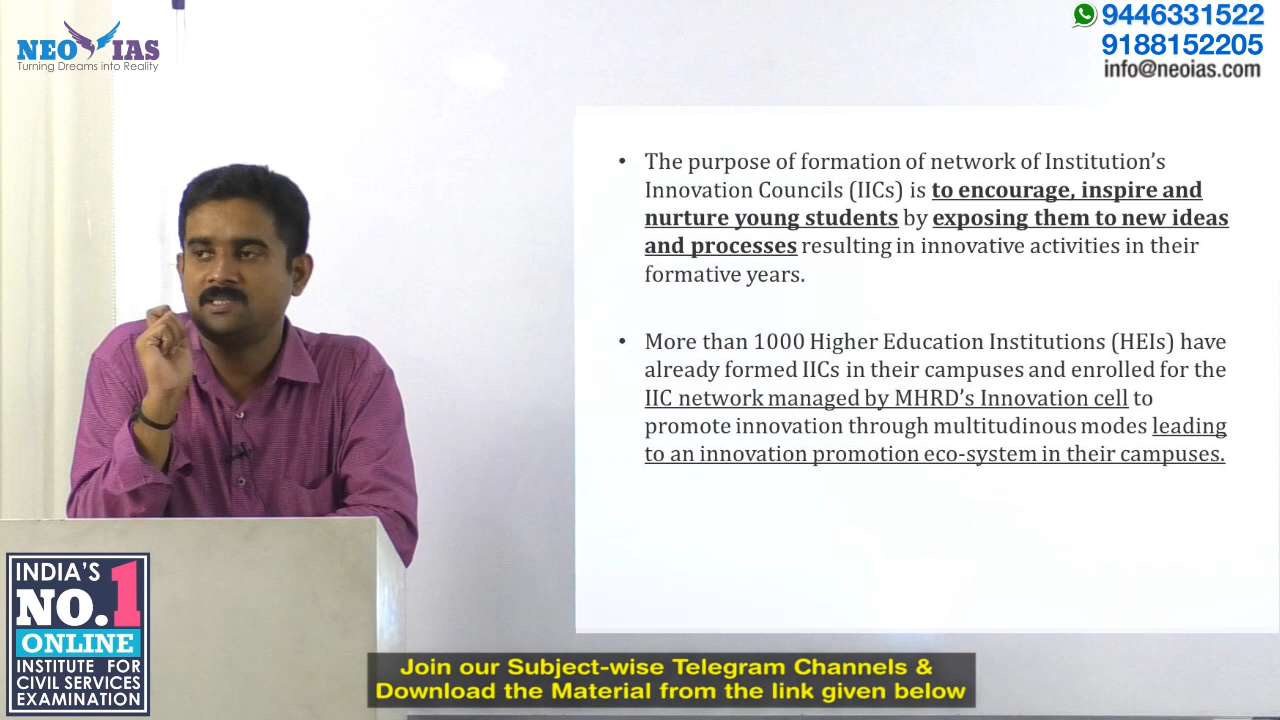 NEO IAS
Turning Dreams into Reality
9446331522
9188152205
info@neoias.com
• The purpose of formation of network of Institution’s
Innovation Councils (IICs) is to encourage, inspire and
nurture young students by exposing them to new ideas
and processes resulting in innovative activities in their
formative years.
• More than 1000 Higher Education Institutions (HEIs) have
already formed IICs in their campuses and enrolled for the
IIC network managed by MHRD’s Innovation cell to
promote innovation through multitudinous modes leading
to an innovation promotion eco-system in their campuses.
INDIA’S
NO.1
ONLINE
INSTITUTE FOR
CIVIL SERVICES
EXAMINATION
Join our Subject-wise Telegram Channels &
Download the Material from the link given below